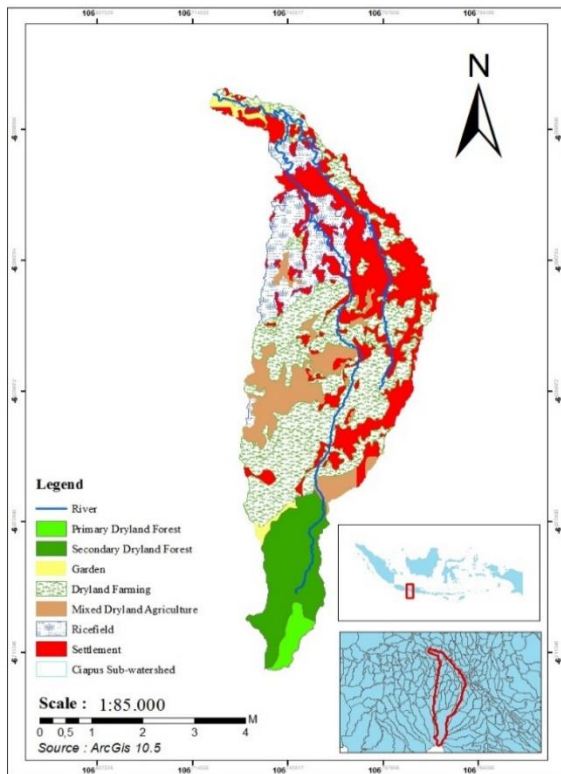 N
Legend
River
Primary Dryland Forest
Secondary Dryland Forest
Garden
Dryland Farming
Mixed Dryland Agriculture
Ricefield
Settlement
Ciapus Sub-watershed
Scale : 1:85.000
0 0,5 1 2 3 4 M
Source : ArcGis 10.5